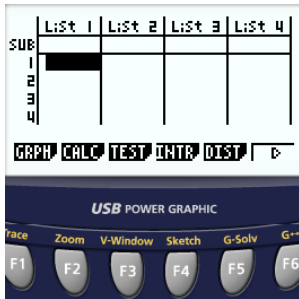 List 1 List 2 List 3 List 4
SUB
1
2
3
4
GRPH CALC TEST INTR DIST ▷
USB POWER GRAPHIC
Trace Zoom V-Window Sketch G-Solv G↔
F1 F2 F3 F4 F5 F6